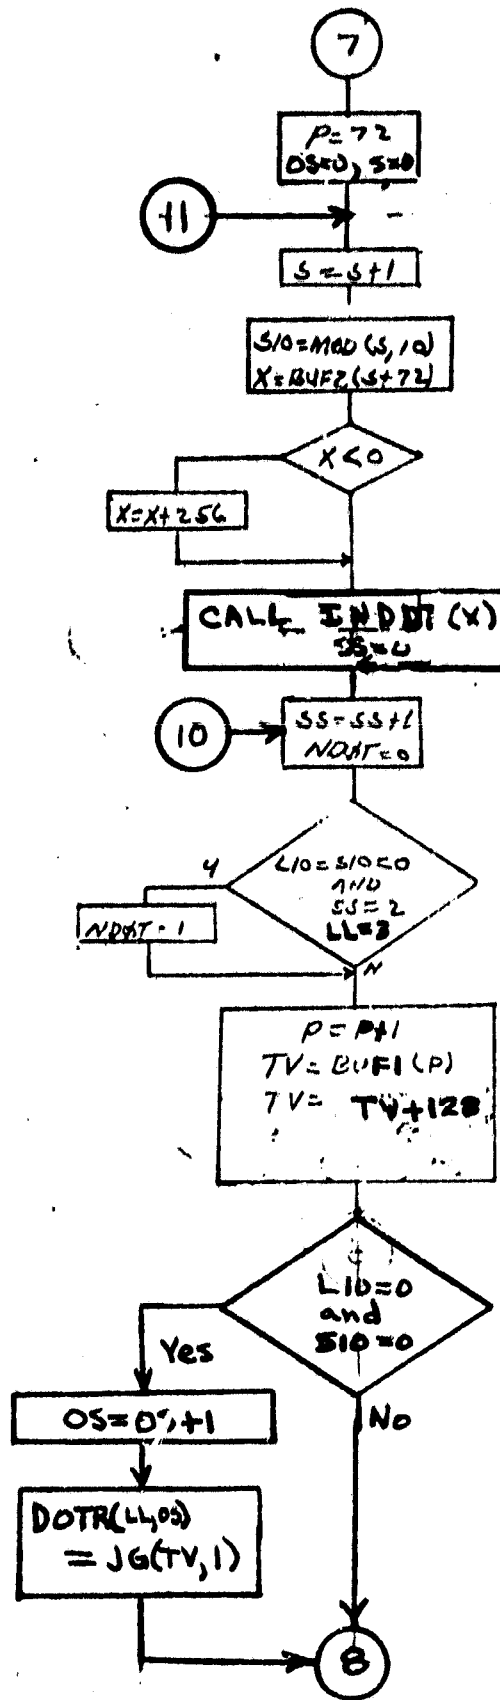 7
P=72
OS=0, S=0
11
S=S+1
S10=MOD(S,10)
X=BUF2(S+72)
X<0
X=X+256
CALL INDDT(X)
SS=0
10
SS=SS+1
NDØT=0
L10=S10=0
AND
SS=2
LL=3
Y
NDØT=1
N
P=P+1
TV=BUF1(P)
TV= TV+128
L10=0
and
S10=0
Yes
No
OS=OS+1
DOTR(LL,OS)
=JG(TV,1)
8